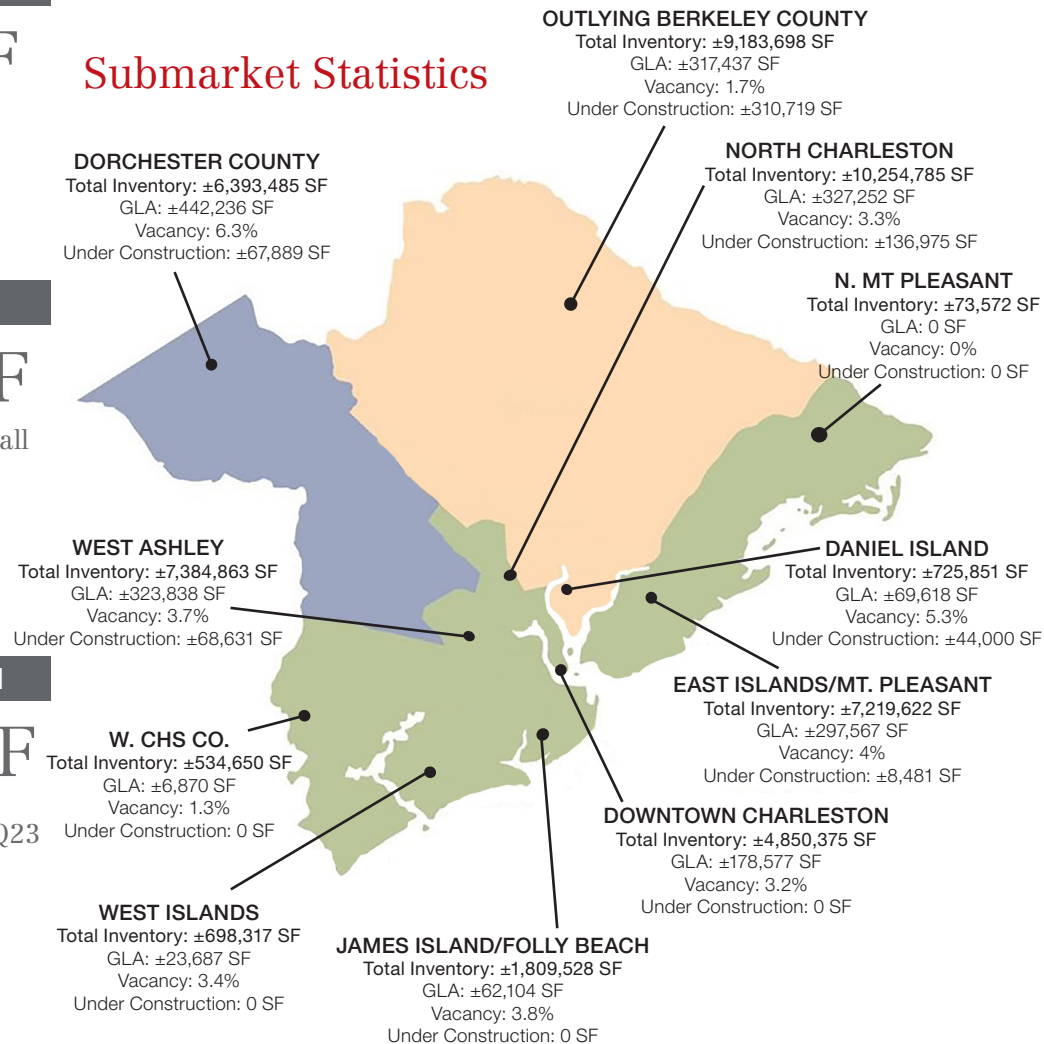 F
Submarket Statistics
OUTLYING BERKELEY COUNTY
Total Inventory: ±9,183,698 SF
GLA: ±317,437 SF
Vacancy: 1.7%
Under Construction: ±310,719 SF
DORCHESTER COUNTY
Total Inventory: ±6,393,485 SF
GLA: ±442,236 SF
Vacancy: 6.3%
Under Construction: ±67,889 SF
NORTH CHARLESTON
Total Inventory: ±10,254,785 SF
GLA: ±327,252 SF
Vacancy: 3.3%
Under Construction: ±136,975 SF
N. MT PLEASANT
Total Inventory: ±73,572 SF
GLA: 0 SF
Vacancy: 0%
Under Construction: 0 SF
F
all
WEST ASHLEY
Total Inventory: ±7,384,863 SF
GLA: ±323,838 SF
Vacancy: 3.7%
Under Construction: ±68,631 SF
DANIEL ISLAND
Total Inventory: ±725,851 SF
GLA: ±69,618 SF
Vacancy: 5.3%
Under Construction: ±44,000 SF
EAST ISLANDS/MT. PLEASANT
Total Inventory: ±7,219,622 SF
GLA: ±297,567 SF
Vacancy: 4%
Under Construction: ±8,481 SF
F
Q23
W. CHS CO.
Total Inventory: ±534,650 SF
GLA: ±6,870 SF
Vacancy: 1.3%
Under Construction: 0 SF
DOWNTOWN CHARLESTON
Total Inventory: ±4,850,375 SF
GLA: ±178,577 SF
Vacancy: 3.2%
Under Construction: 0 SF
WEST ISLANDS
Total Inventory: ±698,317 SF
GLA: ±23,687 SF
Vacancy: 3.4%
Under Construction: 0 SF
JAMES ISLAND/FOLLY BEACH
Total Inventory: ±1,809,528 SF
GLA: ±62,104 SF
Vacancy: 3.8%
Under Construction: 0 SF